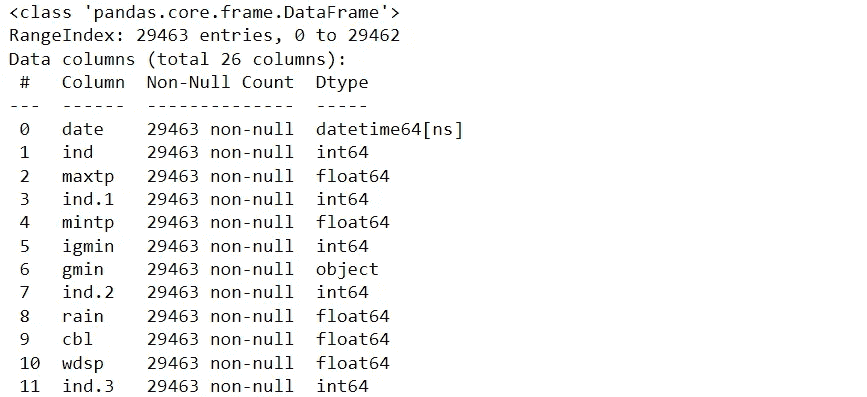 <class 'pandas.core.frame.DataFrame'>
RangeIndex: 29463 entries, 0 to 29462
Data columns (total 26 columns):
 #   Column  Non-Null Count  Dtype
---  ------  --------------  -----
 0   date    29463 non-null  datetime64[ns]
 1   ind     29463 non-null  int64
 2   maxtp   29463 non-null  float64
 3   ind.1   29463 non-null  int64
 4   mintp   29463 non-null  float64
 5   igmin   29463 non-null  int64
 6   gmin    29463 non-null  object
 7   ind.2   29463 non-null  int64
 8   rain    29463 non-null  float64
 9   cbl     29463 non-null  float64
 10  wdsp    29463 non-null  float64
 11  ind.3   29463 non-null  int64